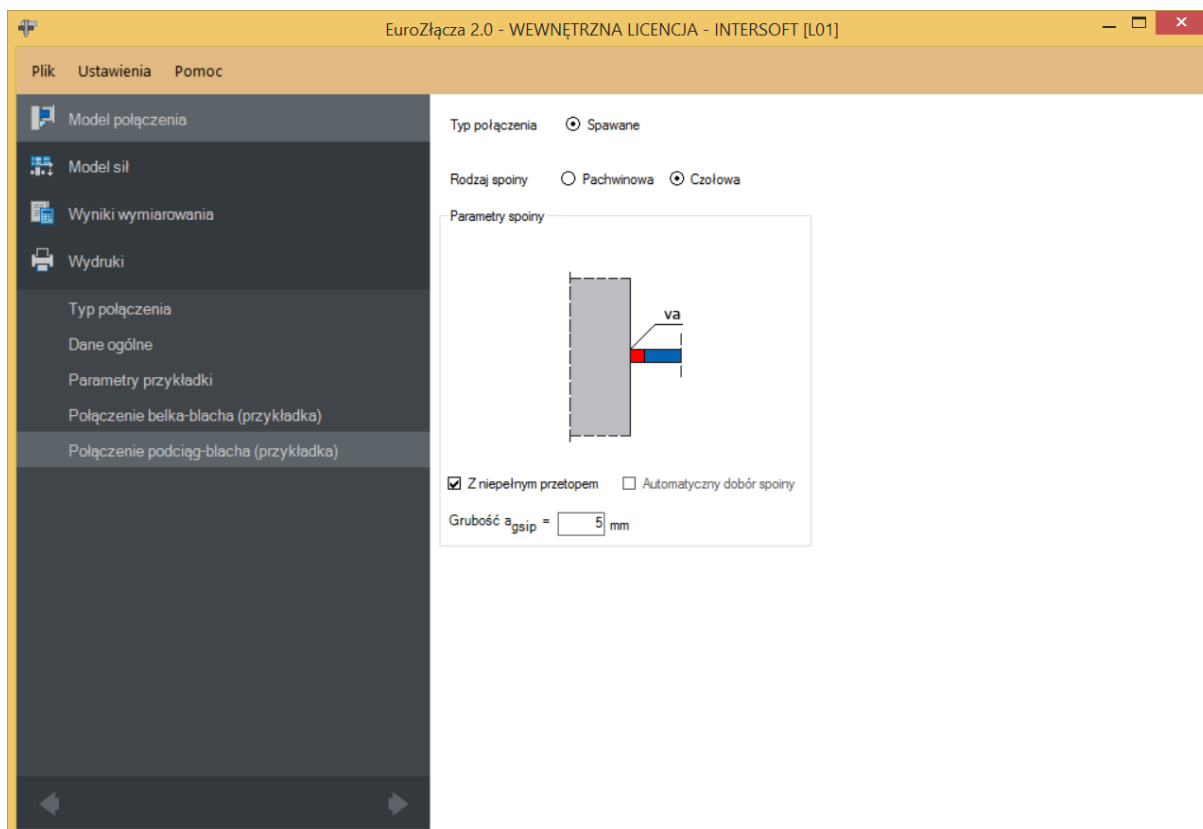 EuroZłącza 2.0 - WEWNĘTRZNA LICENCJA - INTERSOFT [L01]
Plik Ustawienia Pomoc
Model połączenia
Model sił
Wyniki wymiarowania
Wydruki
Typ połączenia
Dane ogólne
Parametry przykładki
Połączenie belka-blacha (przykładka)
Połączenie podciąg-blacha (przykładka)
Typ połączenia Spawane
Rodzaj spoiny Pachwinowa Czołowa
Parametry spoiny
va
Z niepełnym przetopem Automatyczny dobór spoiny
Grubość agsip = 5 mm